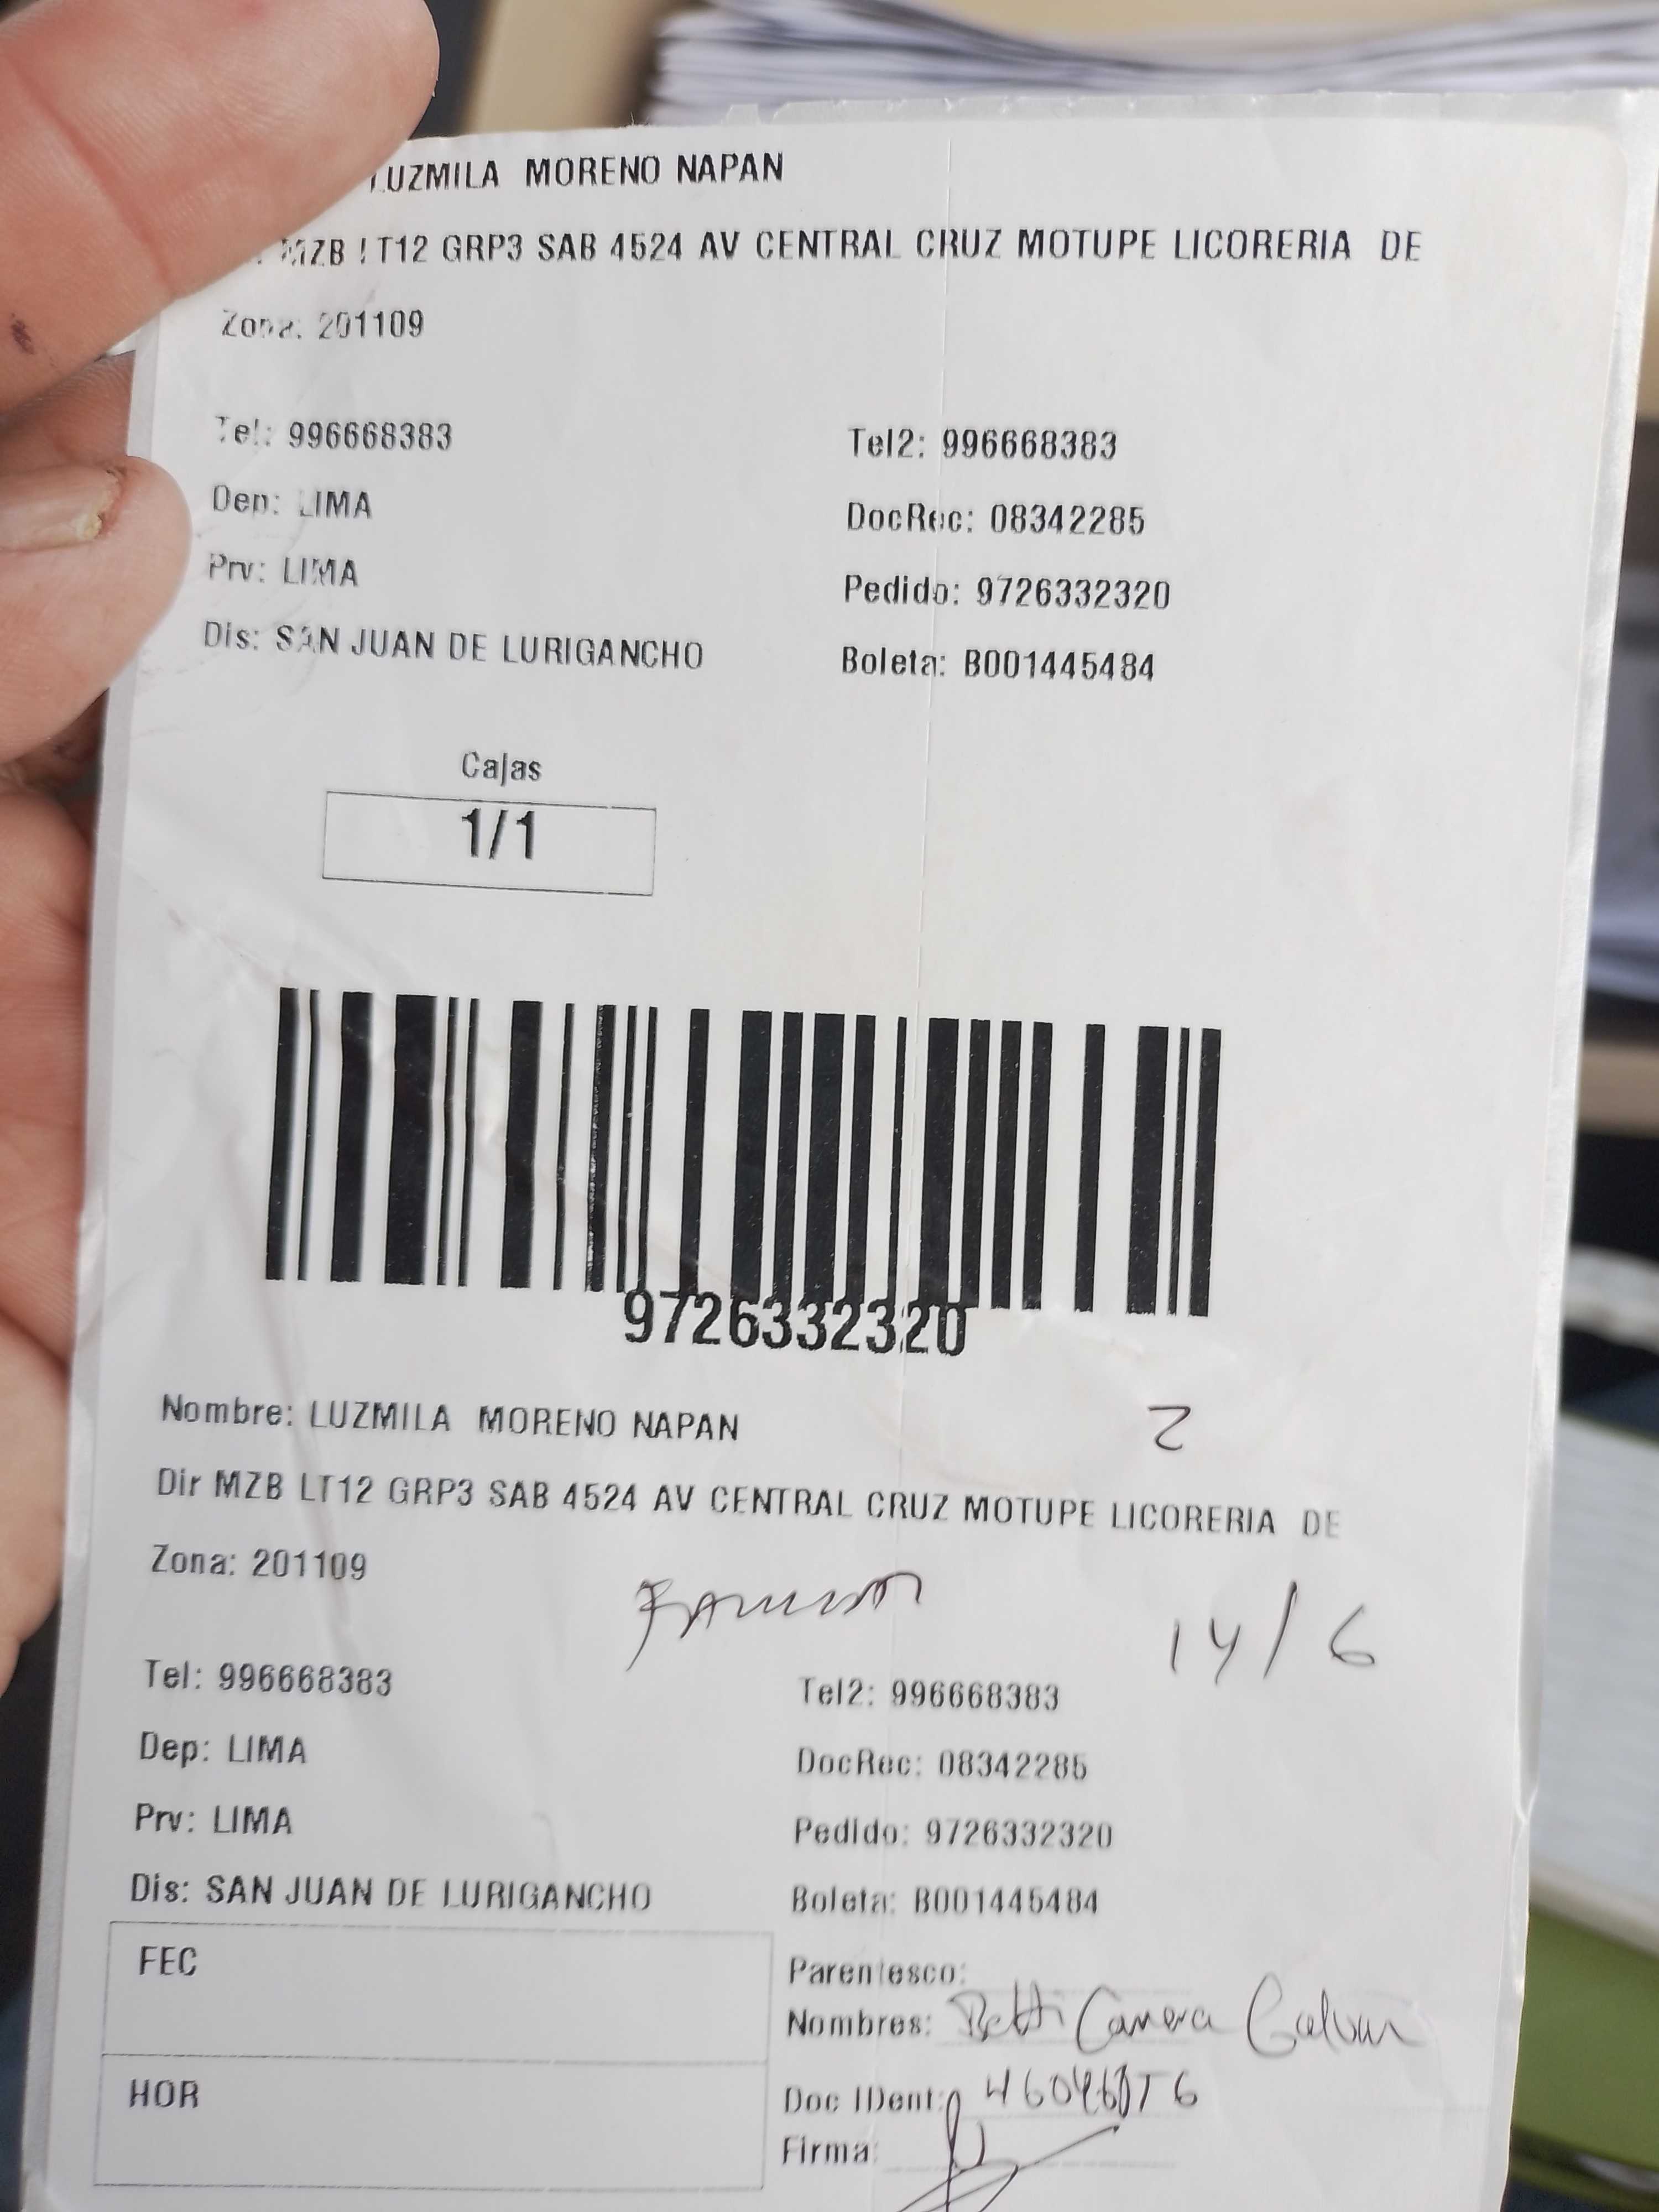 LUZMILA MORENO NAPAN
MZB LT12 GRP3 SAB 4524 AV CENTRAL CRUZ MOTUPE LICORERIA DE
Zona: 201109
Tel: 996668383 Tel2: 996668383
Dep: LIMA DocRec: 08342285
Prv: LIMA Pedido: 9726332320
Dis: SAN JUAN DE LURIGANCHO Boleta: B001445484
Cajas
1/1
9726332320
Nombre: LUZMILA MORENO NAPAN
2
Dir MZB LT12 GRP3 SAB 4524 AV CENTRAL CRUZ MOTUPE LICORERIA DE
Zona: 201109
14/6
Tel: 996668383 Tel2: 996668383
Dep: LIMA DocRec: 08342285
Prv: LIMA Pedido: 9726332320
Dis: SAN JUAN DE LURIGANCHO Boleta: B001445484
FEC
Parentesco:
Nombres: Betti Galvan
HOR
Doc IDent:
Firma: